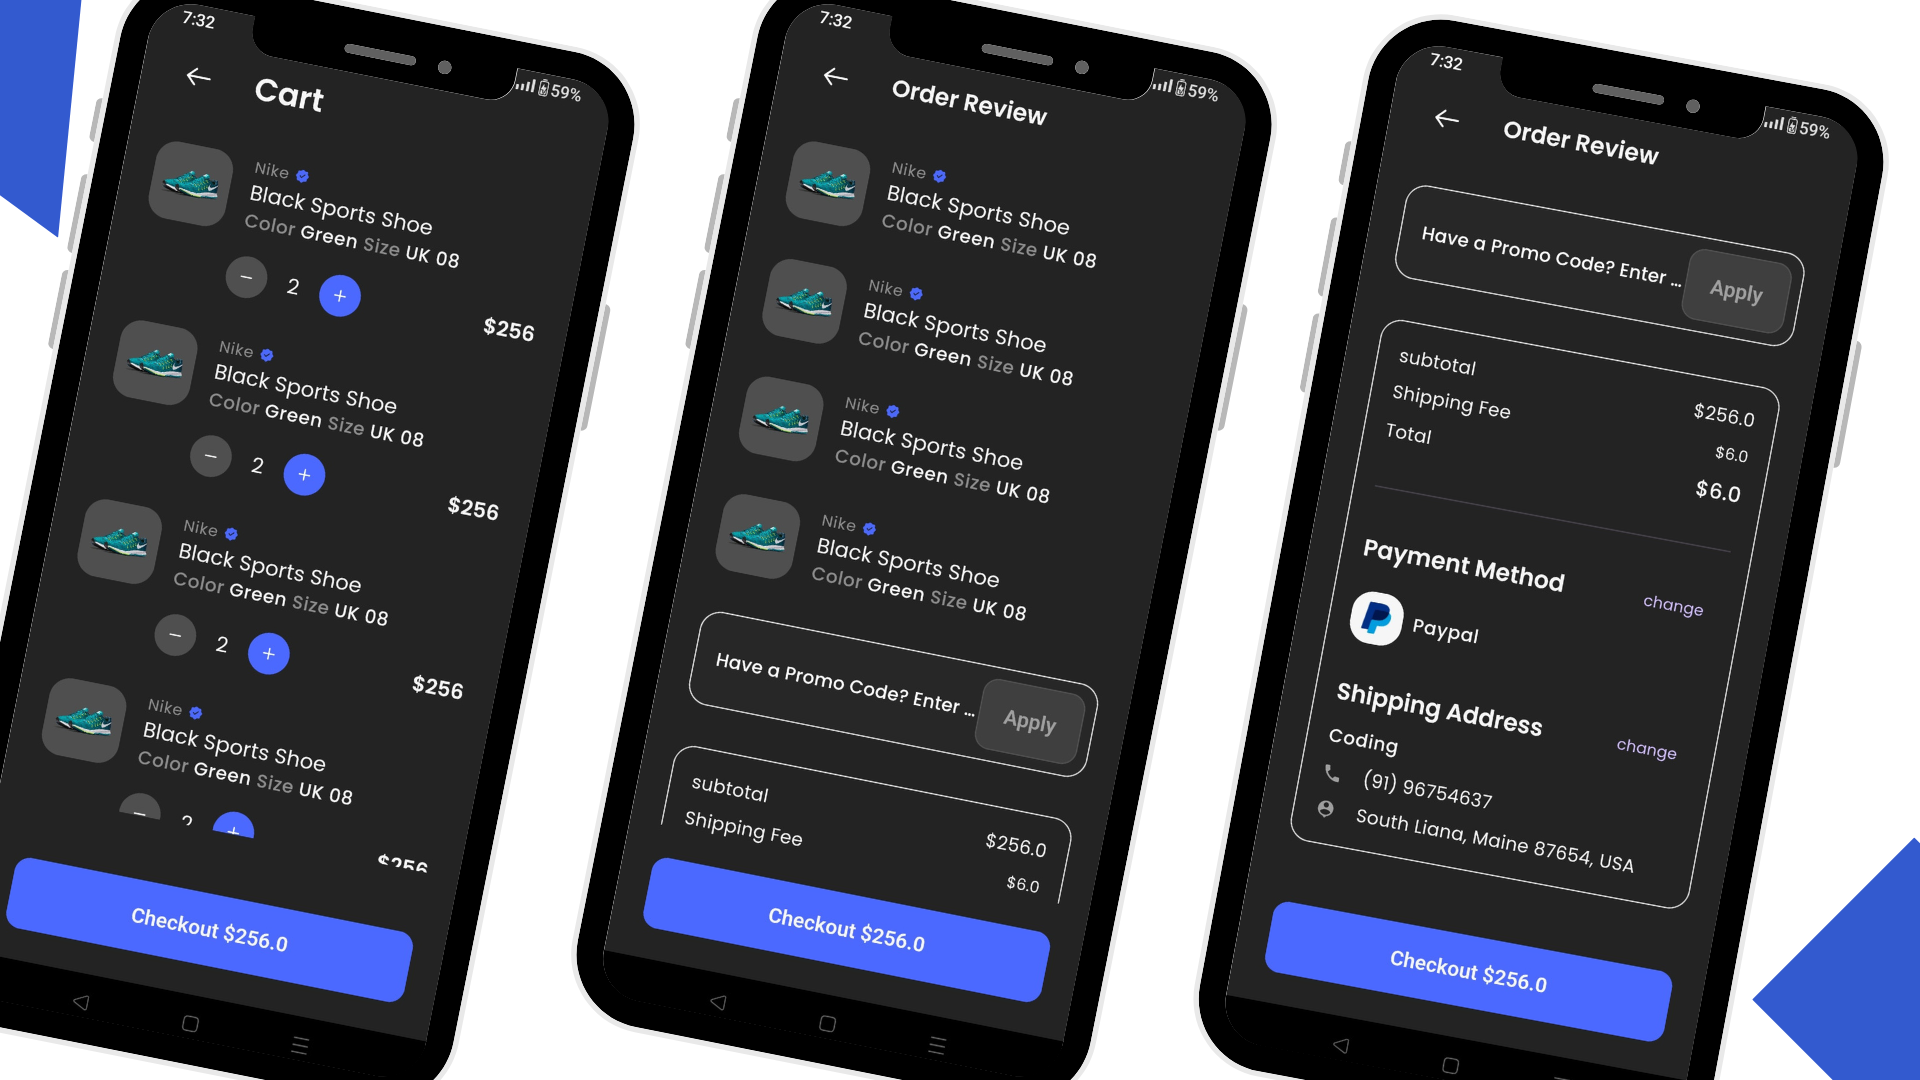 7:32
59%
Cart
Nike
Black Sports Shoe
Color Green Size UK 08
− 2 +
$256
Nike
Black Sports Shoe
Color Green Size UK 08
− 2 +
$256
Nike
Black Sports Shoe
Color Green Size UK 08
− 2 +
$256
Nike
Black Sports Shoe
Color Green Size UK 08
− 2 +
$256
Checkout $256.0
7:32
59%
Order Review
Nike
Black Sports Shoe
Color Green Size UK 08
Nike
Black Sports Shoe
Color Green Size UK 08
Nike
Black Sports Shoe
Color Green Size UK 08
Nike
Black Sports Shoe
Color Green Size UK 08
Have a Promo Code? Enter ... Apply
subtotal $256.0
Shipping Fee $6.0
Checkout $256.0
7:32
59%
Order Review
Have a Promo Code? Enter ... Apply
subtotal $256.0
Shipping Fee $6.0
Total $6.0
Payment Method change
Paypal
Shipping Address change
Coding
(91) 96754637
South Liana, Maine 87654, USA
Checkout $256.0